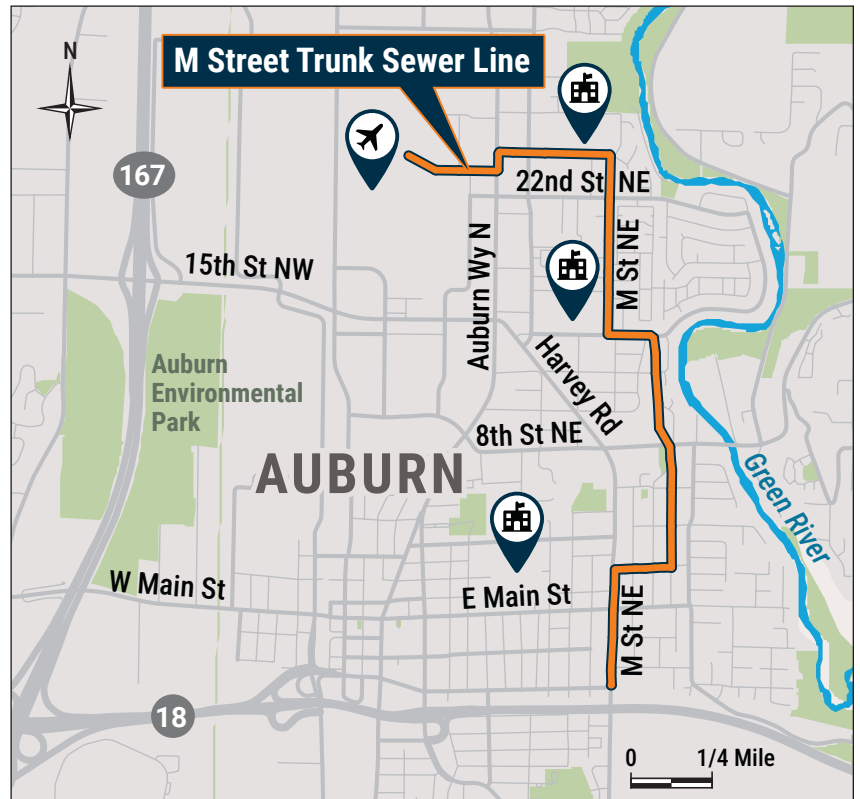 N
M Street Trunk Sewer Line
167
22nd St NE
M St NE
15th St NW
Auburn Wy N
Harvey Rd
Auburn
Environmental
Park
8th St NE
AUBURN
Green River
W Main St
E Main St
M St NE
18
0 1/4 Mile